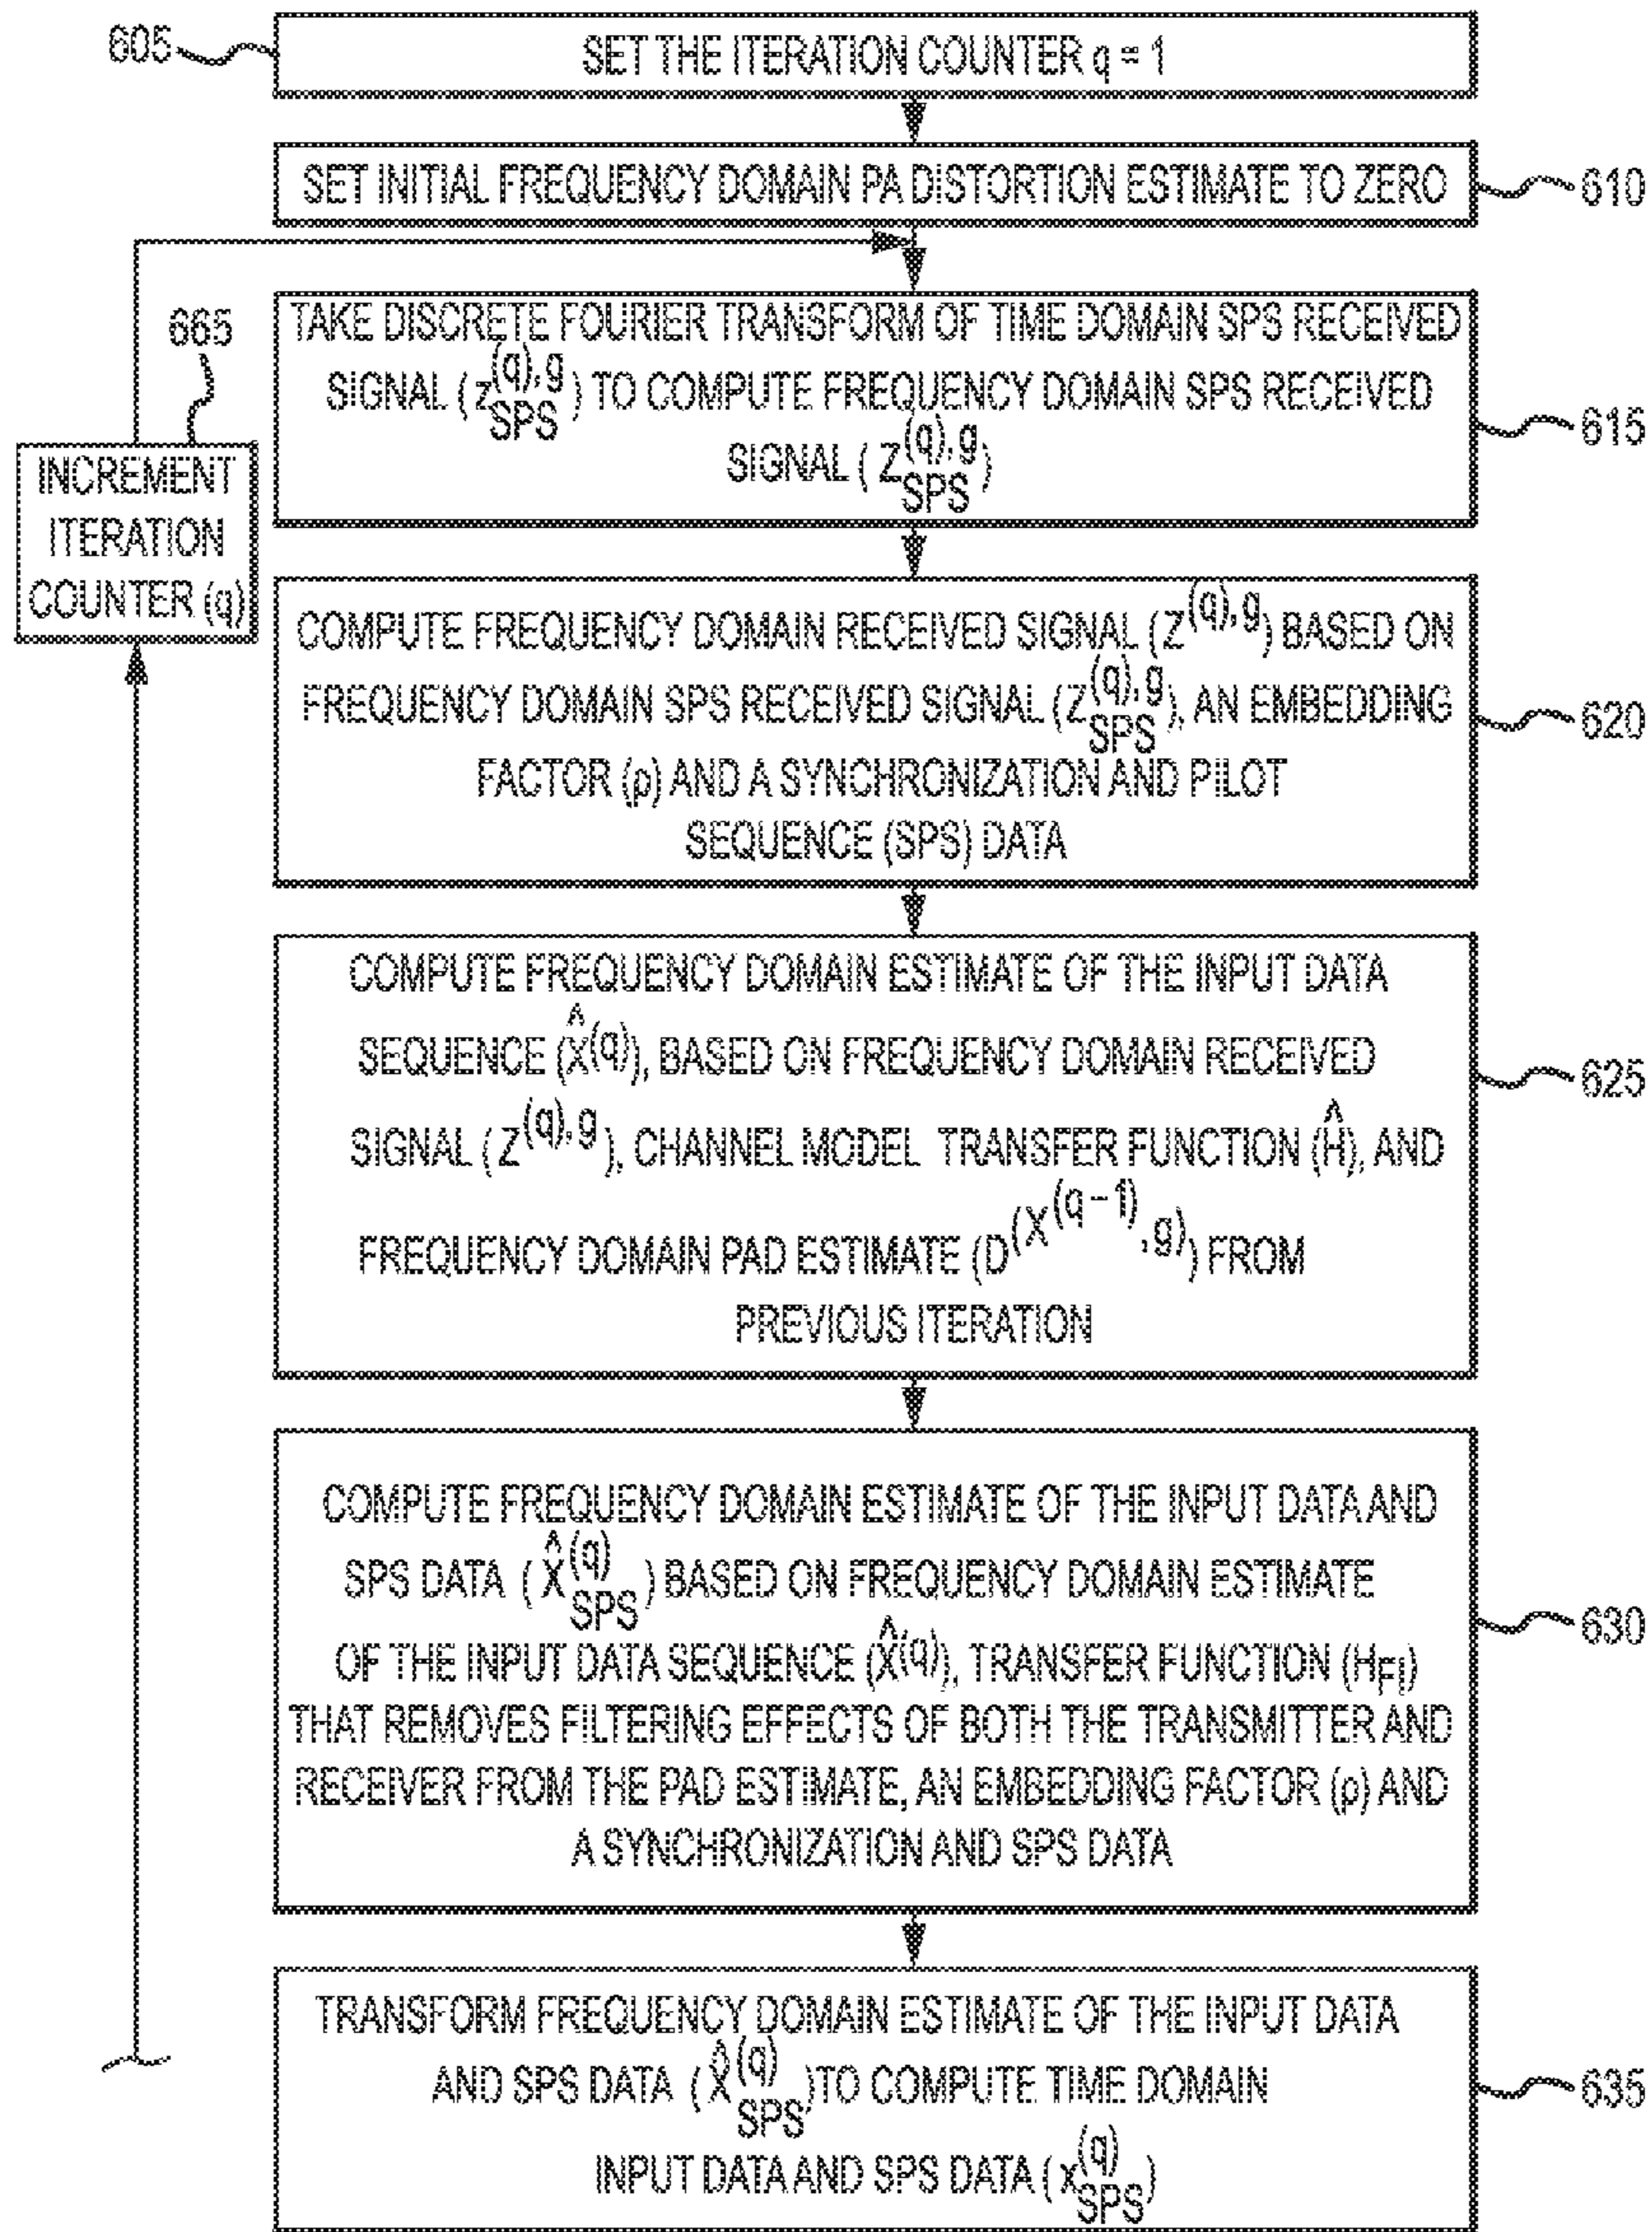 605
SET THE ITERATION COUNTER q = 1
SET INITIAL FREQUENCY DOMAIN PA DISTORTION ESTIMATE TO ZERO
610
665
INCREMENT
ITERATION
COUNTER (q)
TAKE DISCRETE FOURIER TRANSFORM OF TIME DOMAIN SPS RECEIVED
SIGNAL (z_SPS^(q),g) TO COMPUTE FREQUENCY DOMAIN SPS RECEIVED
SIGNAL (Z_SPS^(q),g)
615
COMPUTE FREQUENCY DOMAIN RECEIVED SIGNAL (Z^(q),g) BASED ON
FREQUENCY DOMAIN SPS RECEIVED SIGNAL (Z_SPS^(q),g), AN EMBEDDING
FACTOR (ρ) AND A SYNCHRONIZATION AND PILOT
SEQUENCE (SPS) DATA
620
COMPUTE FREQUENCY DOMAIN ESTIMATE OF THE INPUT DATA
SEQUENCE (X̂^(q)), BASED ON FREQUENCY DOMAIN RECEIVED
SIGNAL (Z^(q),g), CHANNEL MODEL TRANSFER FUNCTION (Ĥ), AND
FREQUENCY DOMAIN PAD ESTIMATE (D^(X^(q-1),g)) FROM
PREVIOUS ITERATION
625
COMPUTE FREQUENCY DOMAIN ESTIMATE OF THE INPUT DATA AND
SPS DATA (X̂_SPS^(q)) BASED ON FREQUENCY DOMAIN ESTIMATE
OF THE INPUT DATA SEQUENCE (X̂^(q)), TRANSFER FUNCTION (H_FI)
THAT REMOVES FILTERING EFFECTS OF BOTH THE TRANSMITTER AND
RECEIVER FROM THE PAD ESTIMATE, AN EMBEDDING FACTOR (ρ) AND
A SYNCHRONIZATION AND SPS DATA
630
TRANSFORM FREQUENCY DOMAIN ESTIMATE OF THE INPUT DATA
AND SPS DATA (X̂_SPS^(q)) TO COMPUTE TIME DOMAIN
INPUT DATA AND SPS DATA (x_SPS^(q))
635